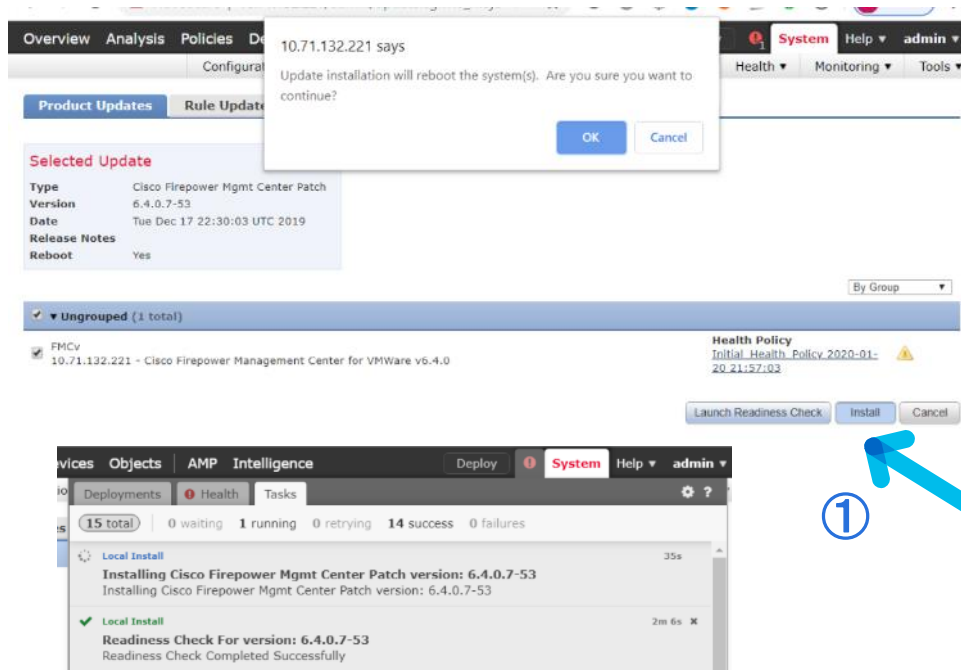 Overview Analysis Policies De
System Help admin
Configurat
Health Monitoring Tools
10.71.132.221 says
Update installation will reboot the system(s). Are you sure you want to
continue?
OK Cancel
Product Updates Rule Update
Selected Update
Type Cisco Firepower Mgmt Center Patch
Version 6.4.0.7-53
Date Tue Dec 17 22:30:03 UTC 2019
Release Notes
Reboot Yes
By Group
Ungrouped (1 total)
FMCv
10.71.132.221 - Cisco Firepower Management Center for VMWare v6.4.0
Health Policy
Initial_Health_Policy 2020-01-
20 21:57:03
Launch Readiness Check Install Cancel
①
vices Objects AMP Intelligence Deploy System Help admin
Deployments Health Tasks ?
15 total 0 waiting 1 running 0 retrying 14 success 0 failures
Local Install 35s
Installing Cisco Firepower Mgmt Center Patch version: 6.4.0.7-53
Installing Cisco Firepower Mgmt Center Patch version: 6.4.0.7-53
Local Install 2m 6s
Readiness Check For version: 6.4.0.7-53
Readiness Check Completed Successfully